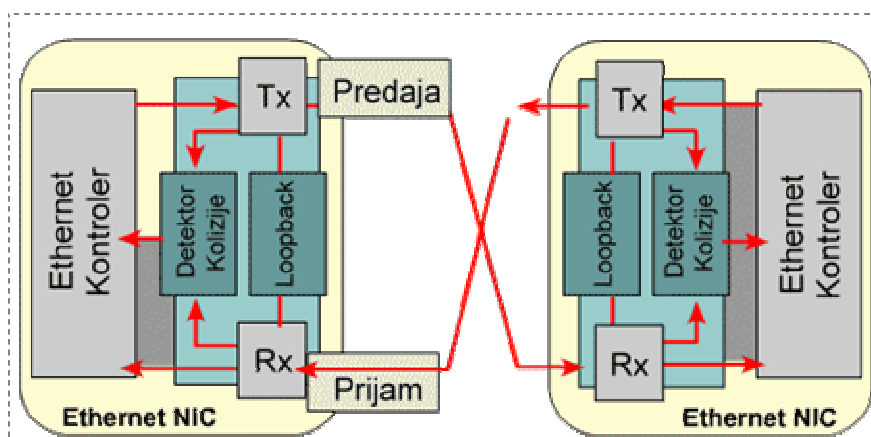 Ethernet
Kontroler
Tx
Detektor
Kolizije
Loopback
Rx
Ethernet NIC
Predaja
Prijam
Tx
Loopback
Detektor
Kolizije
Rx
Ethernet
Kontroler
Ethernet NIC